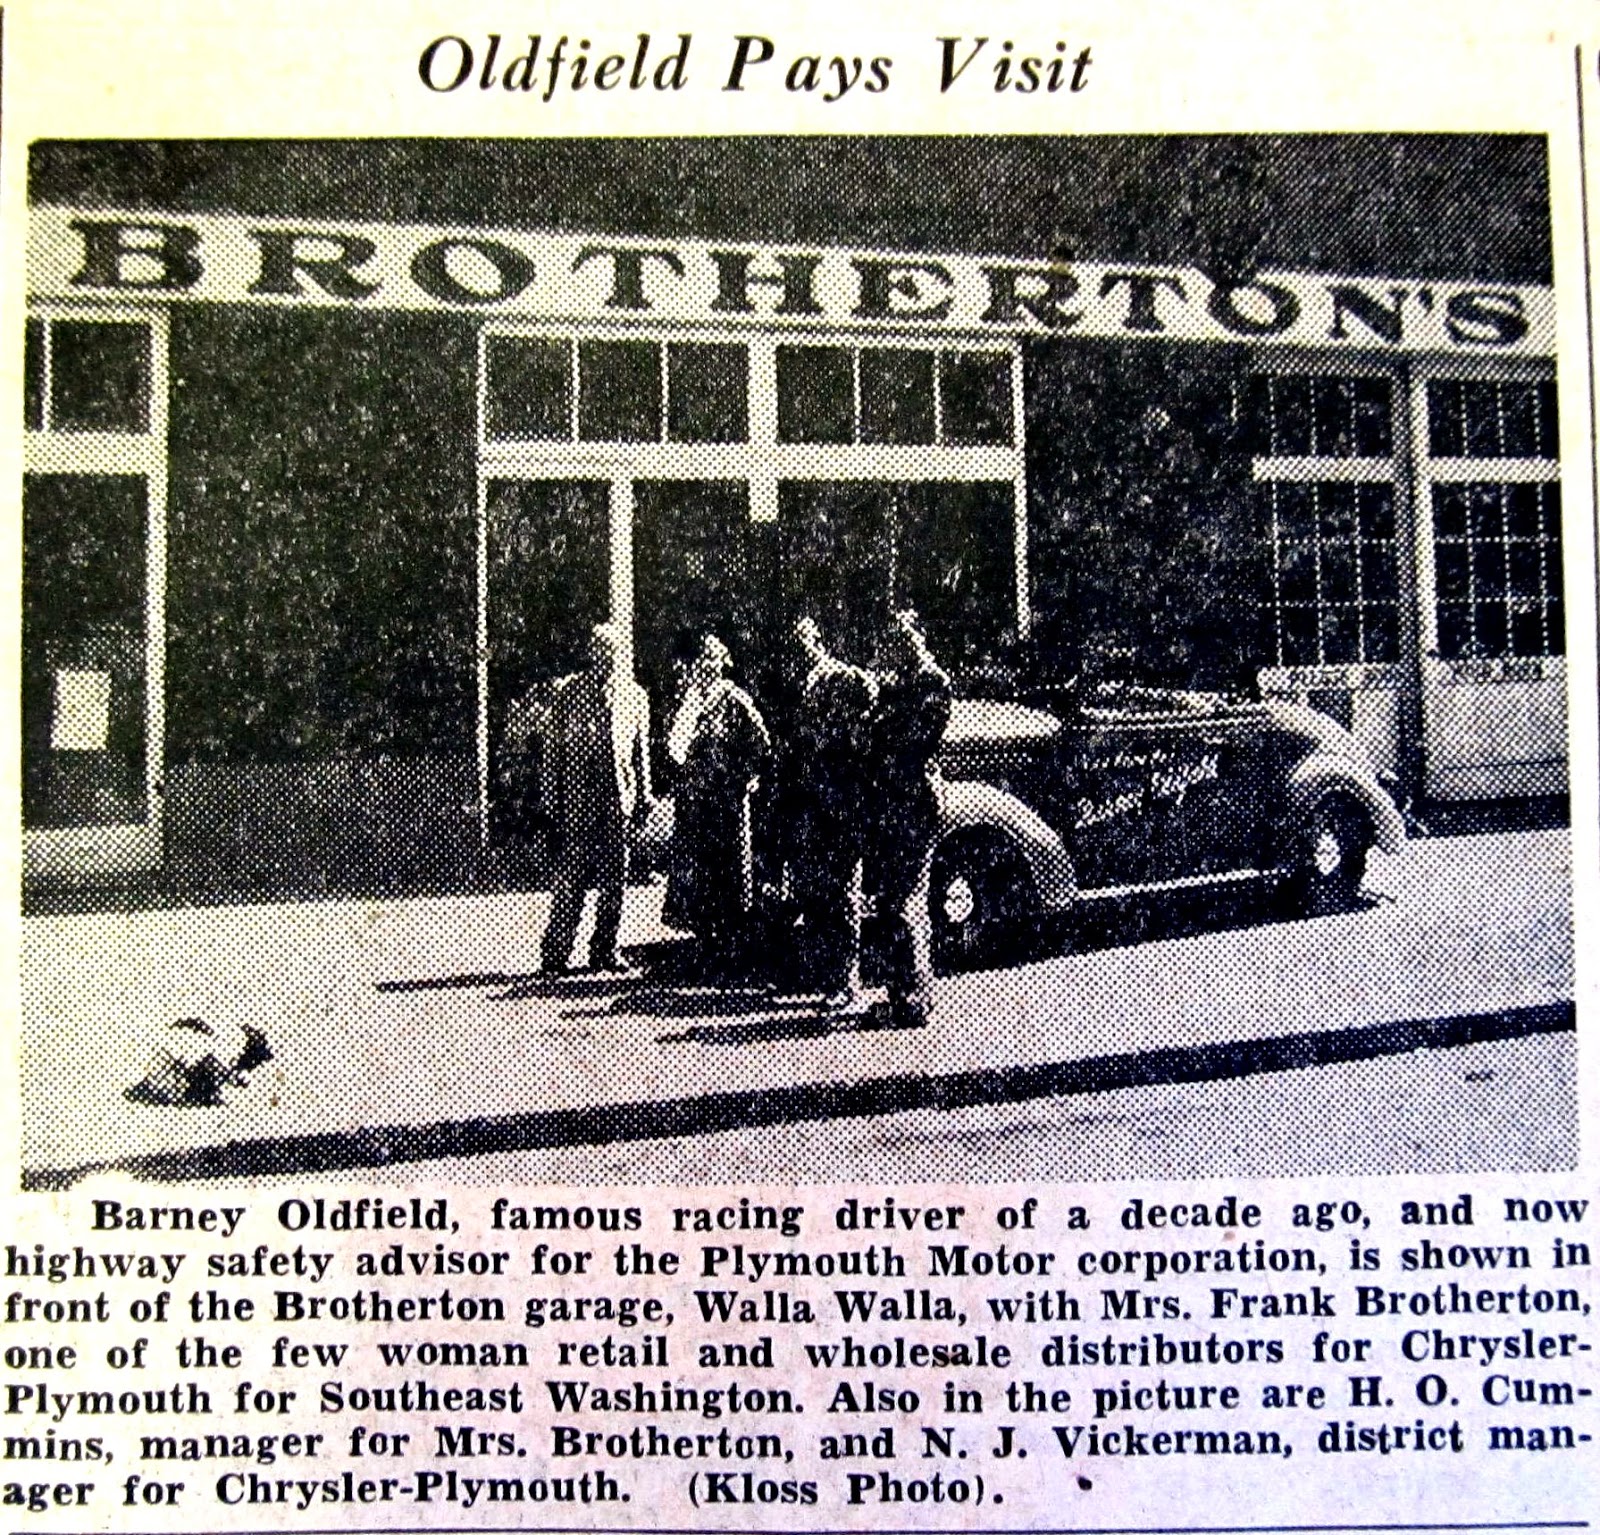 Oldfield Pays Visit
BROTHERTON'S
Barney Oldfield, famous racing driver of a decade ago, and now
highway safety advisor for the Plymouth Motor corporation, is shown in
front of the Brotherton garage, Walla Walla, with Mrs. Frank Brotherton,
one of the few woman retail and wholesale distributors for Chrysler-
Plymouth for Southeast Washington. Also in the picture are H. O. Cum-
mins, manager for Mrs. Brotherton, and N. J. Vickerman, district man-
ager for Chrysler-Plymouth. (Kloss Photo).